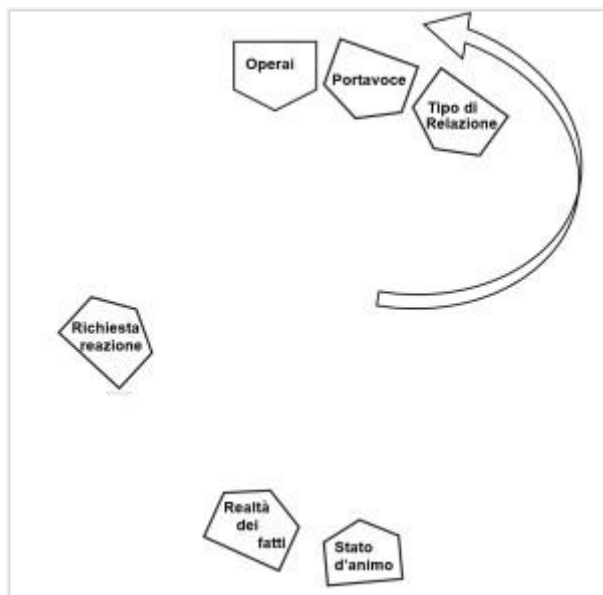 Operai
Portavoce
Tipo di
Relazione
Richiesta
reazione
Realtà
dei
fatti
Stato
d'animo